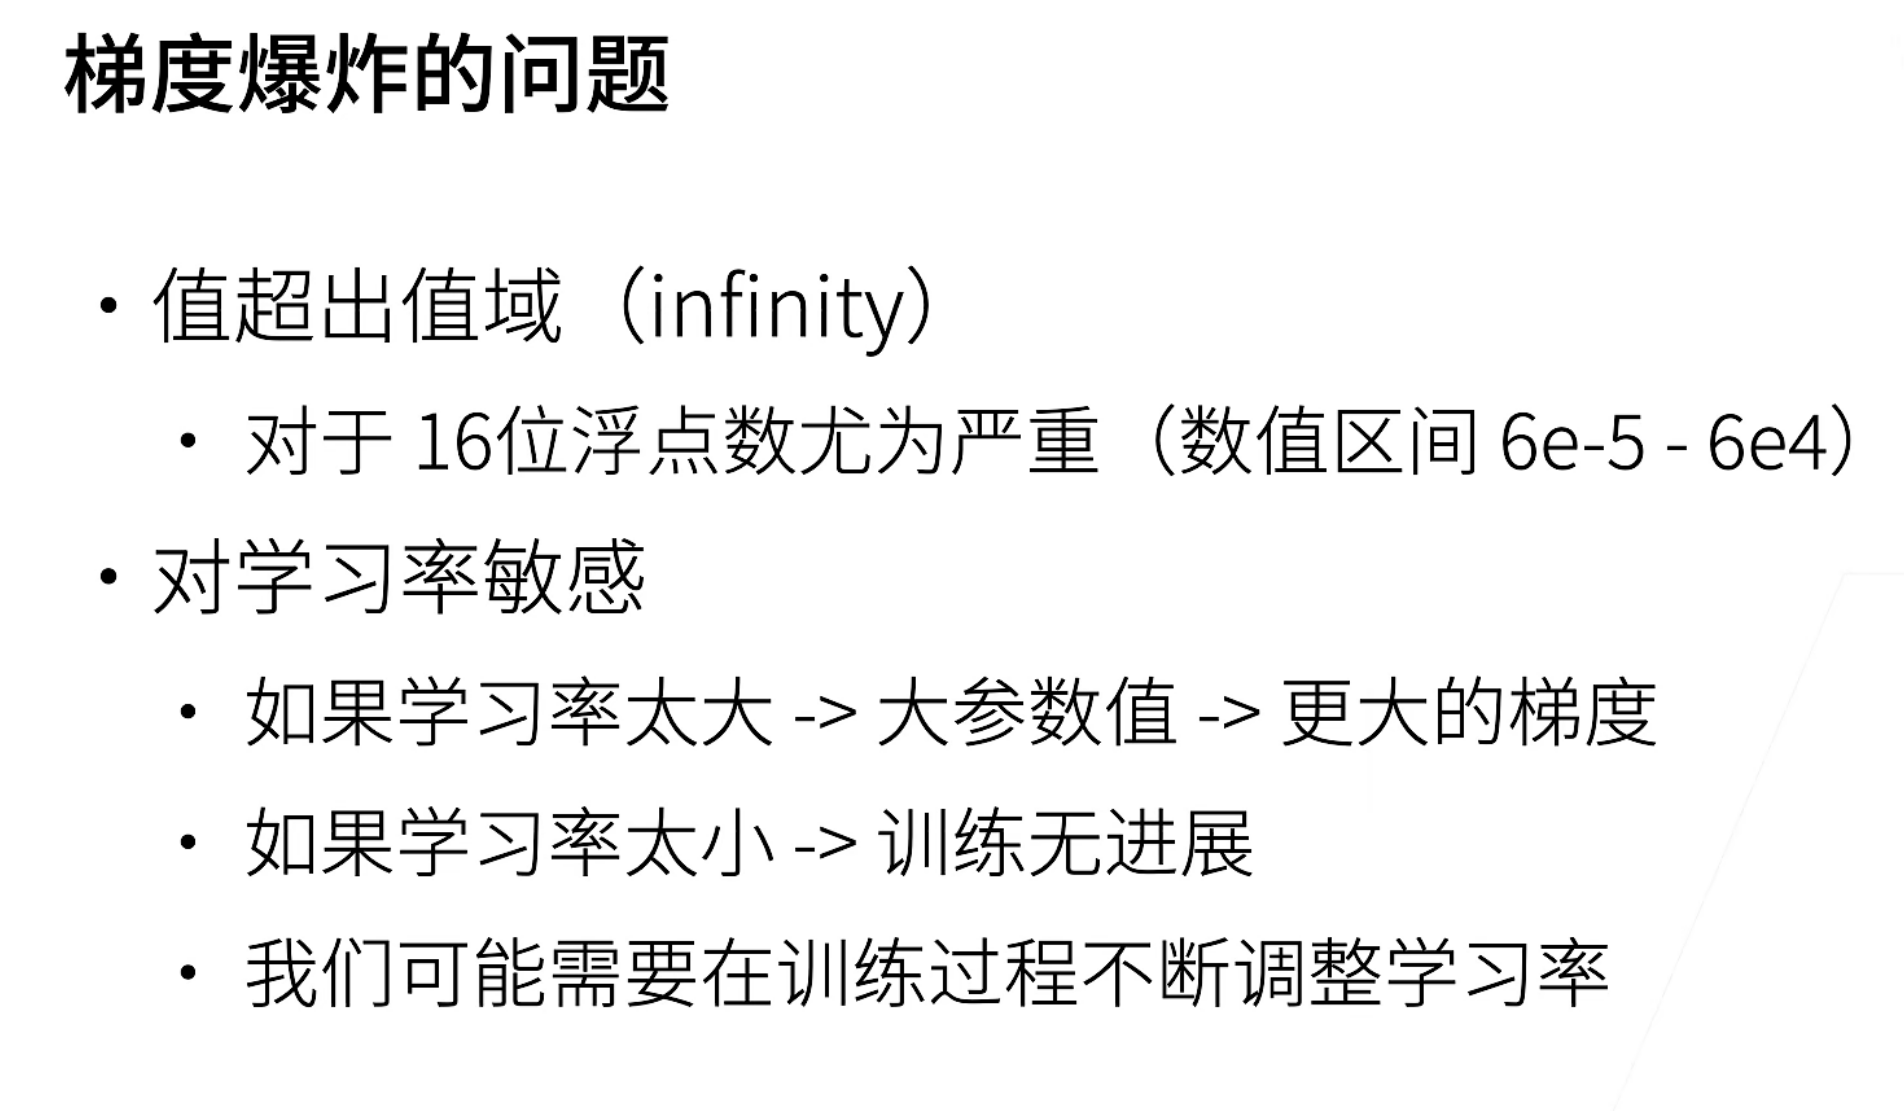 梯度爆炸的问题
• 值超出值域（infinity）
• 对于 16位浮点数尤为严重（数值区间 6e-5 - 6e4）
• 对学习率敏感
• 如果学习率太大 -> 大参数值 -> 更大的梯度
• 如果学习率太小 -> 训练无进展
• 我们可能需要在训练过程不断调整学习率